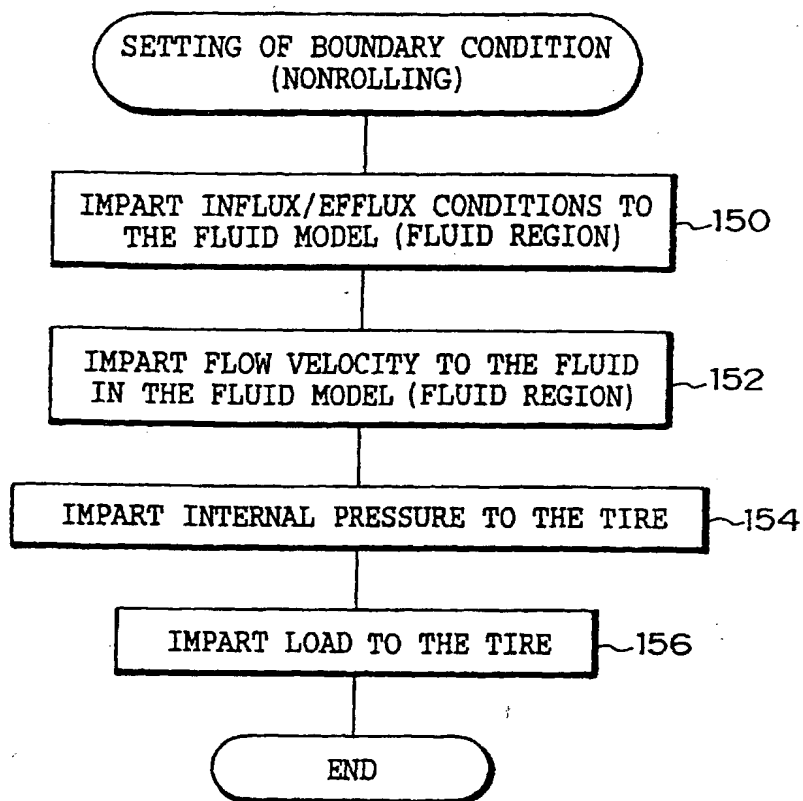 SETTING OF BOUNDARY CONDITION
(NONROLLING)
IMPART INFLUX/EFFLUX CONDITIONS TO
THE FLUID MODEL (FLUID REGION)
150
IMPART FLOW VELOCITY TO THE FLUID
IN THE FLUID MODEL (FLUID REGION)
152
IMPART INTERNAL PRESSURE TO THE TIRE
154
IMPART LOAD TO THE TIRE
156
END